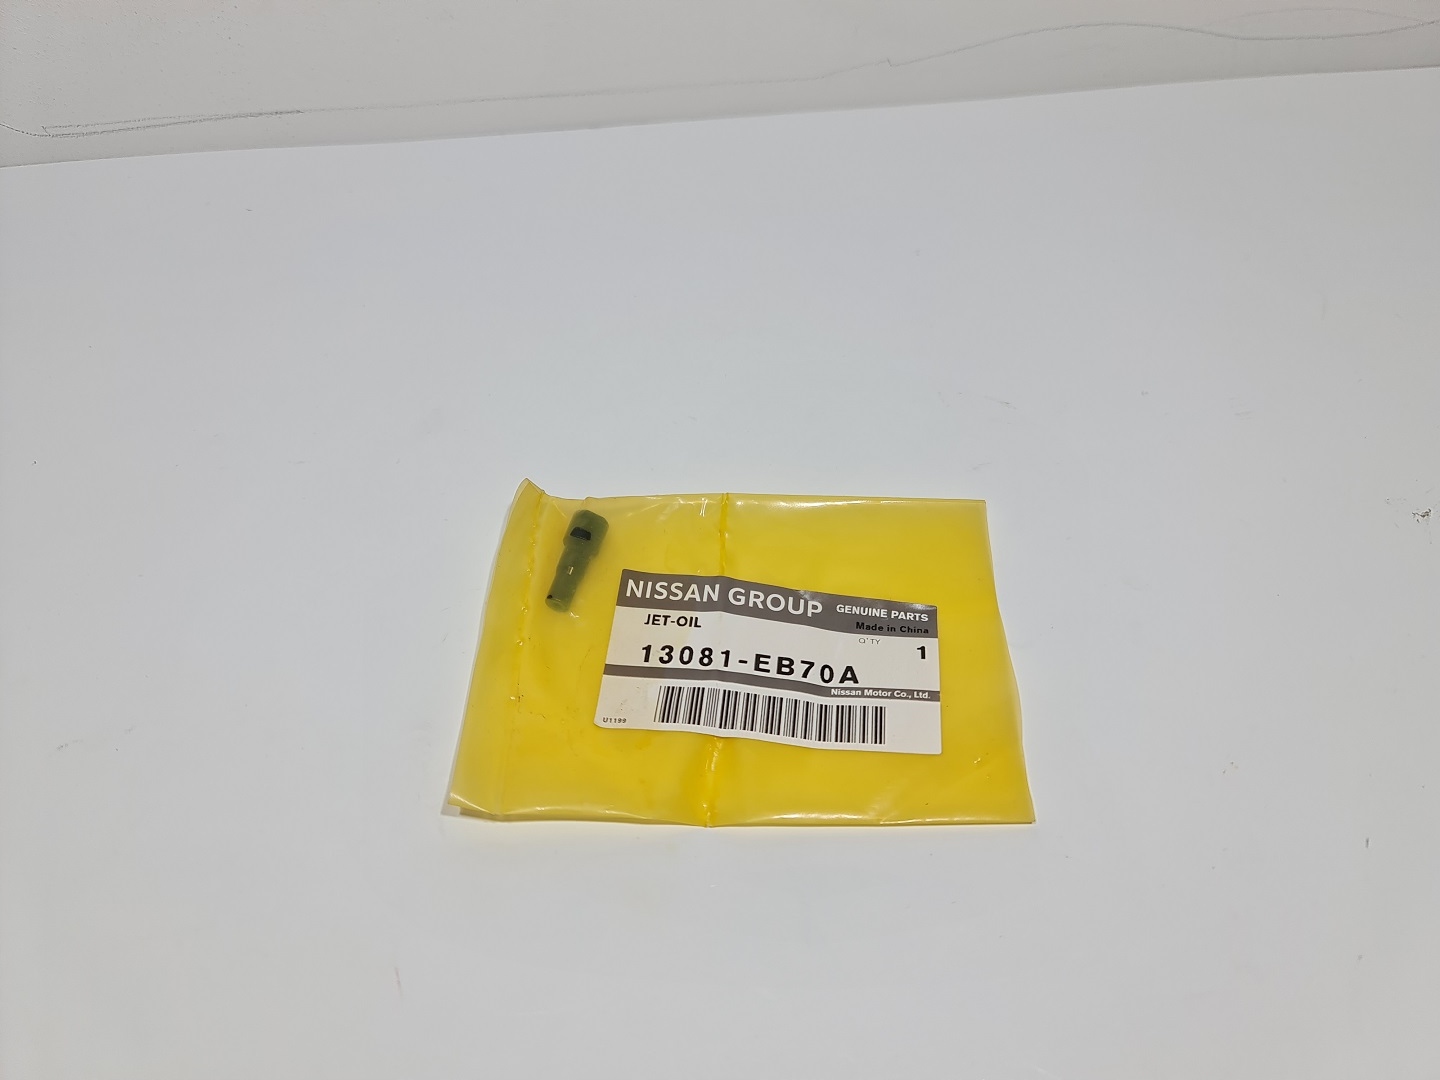 NISSAN GROUP GENUINE PARTS
JET-OIL Made in China
Q'TY 1
13081-EB70A
Nissan Motor Co., Ltd.
U1199